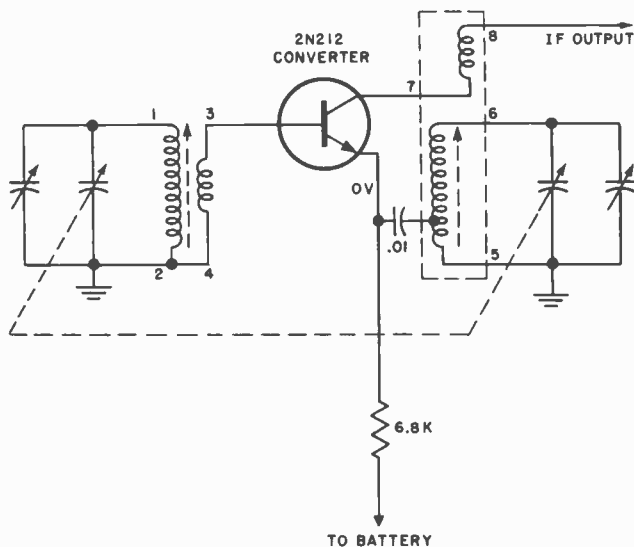 2N212
CONVERTER
8
IF OUTPUT
7
1
3
6
0V
.01
2
4
5
6.8K
TO BATTERY